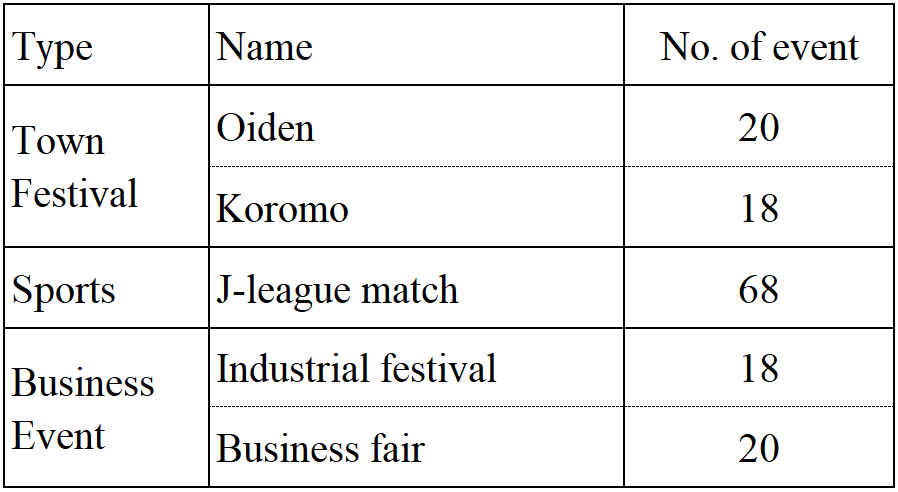 Type Name No. of event
Town Festival Oiden 20
Koromo 18
Sports J-league match 68
Business Event Industrial festival 18
Business fair 20